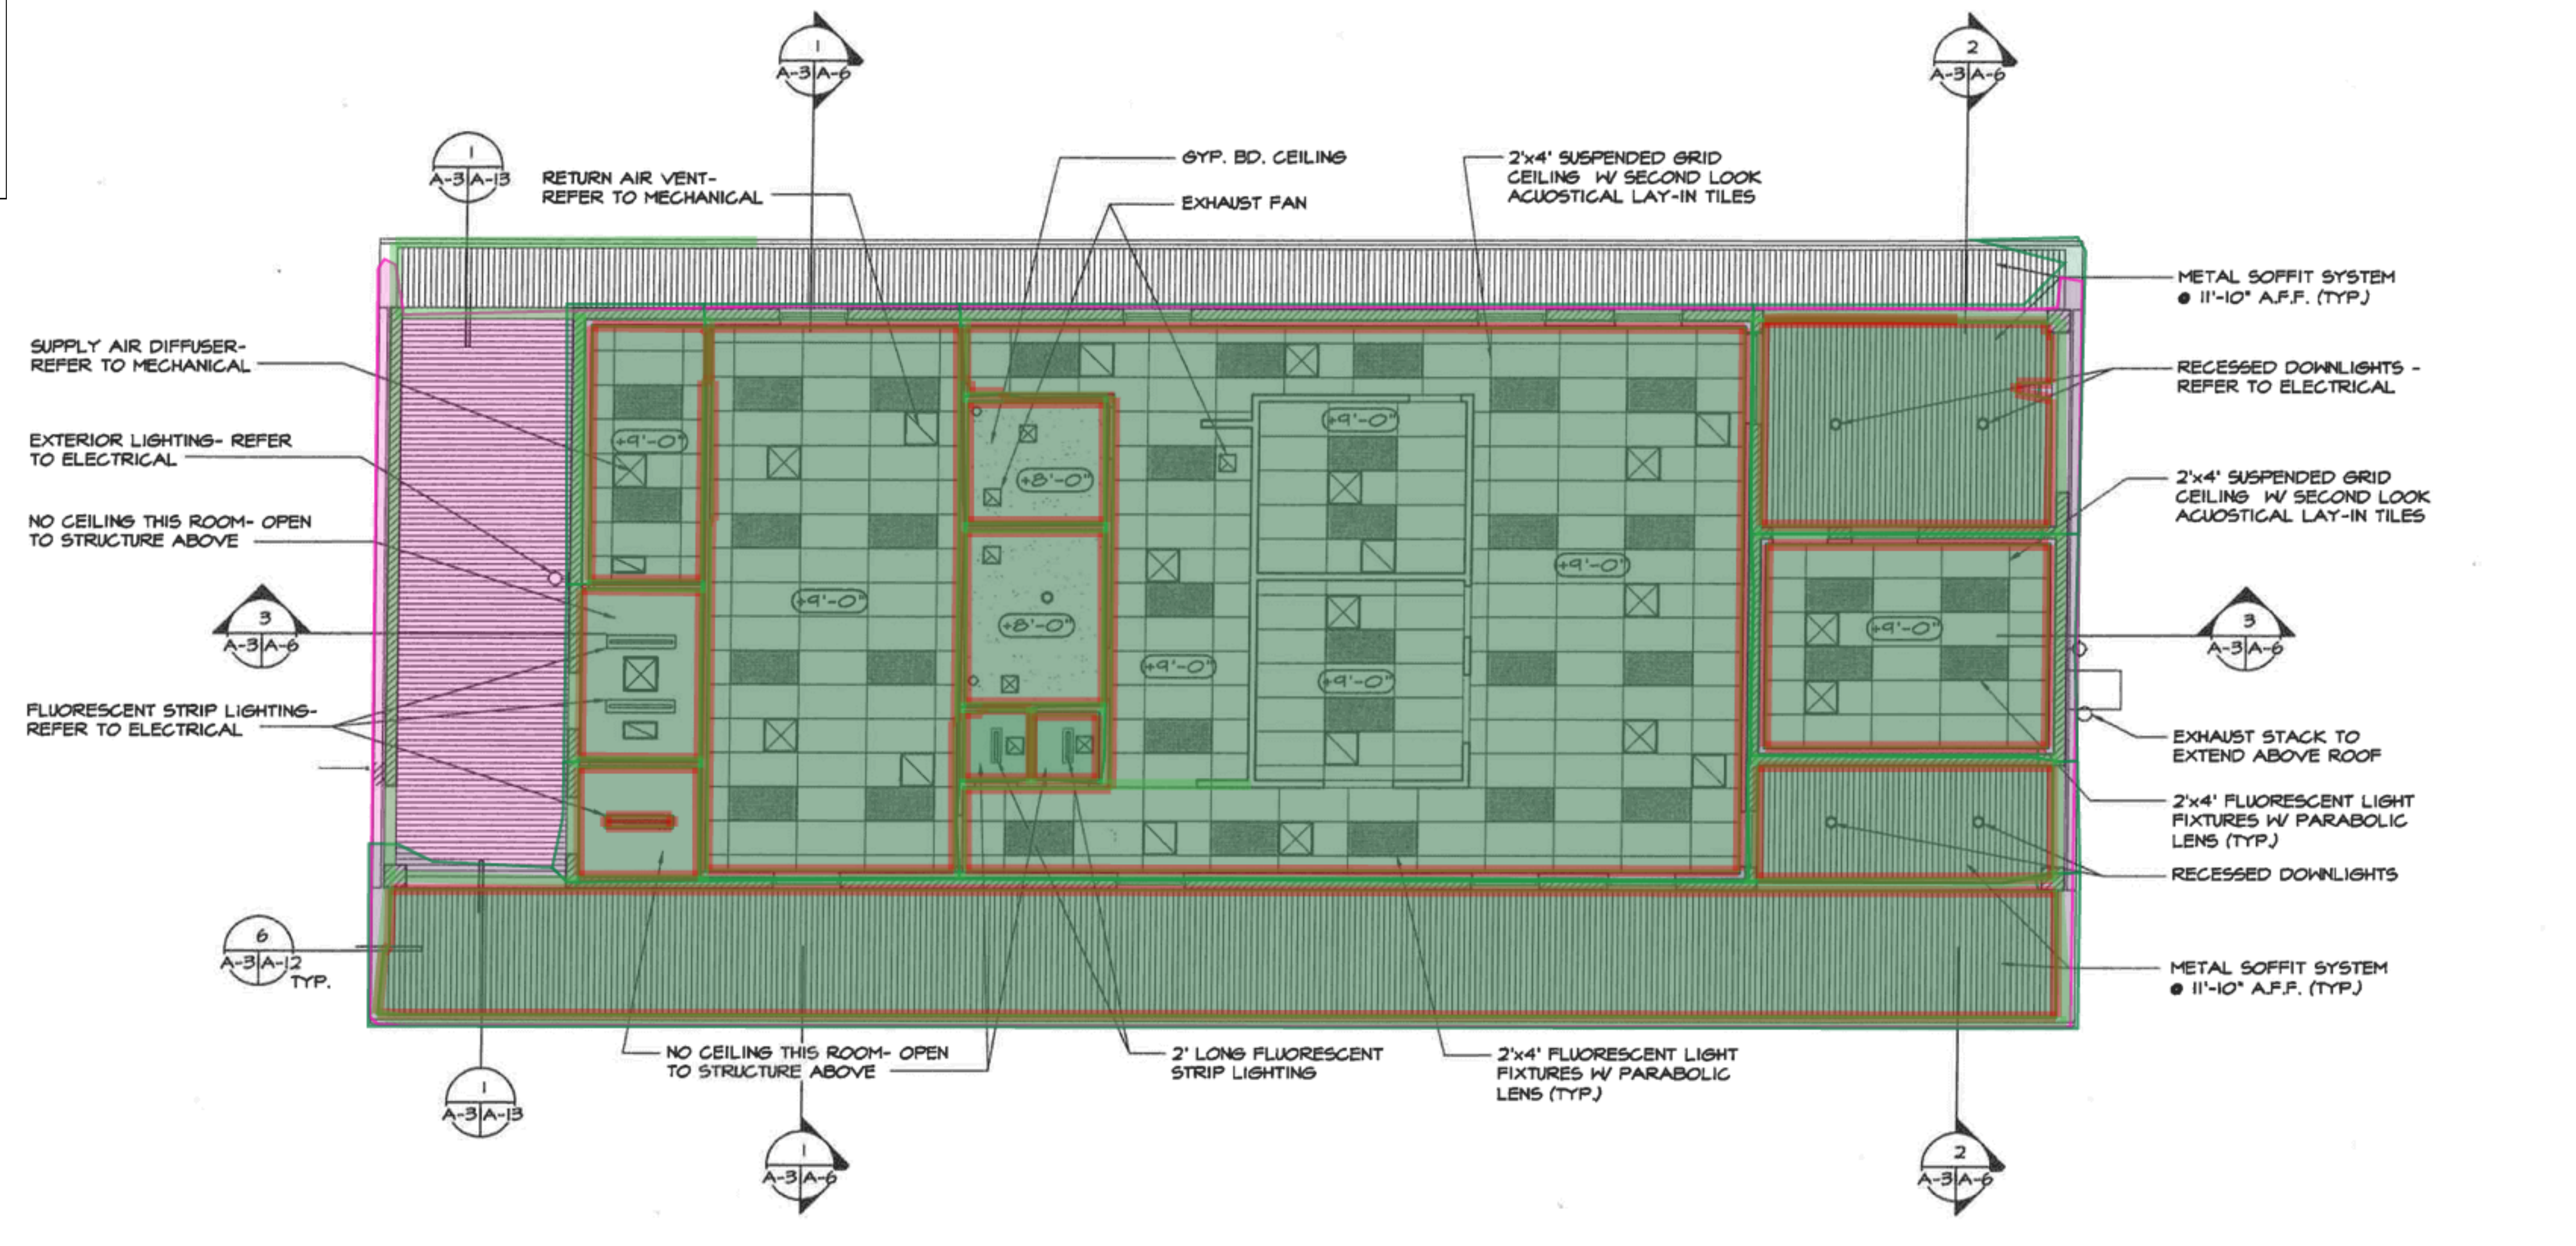 1
A-3 A-6
2
A-3 A-6
1
A-3 A-13
RETURN AIR VENT-
REFER TO MECHANICAL
GYP. BD. CEILING
EXHAUST FAN
2'x4' SUSPENDED GRID
CEILING W/ SECOND LOOK
ACUOSTICAL LAY-IN TILES
METAL SOFFIT SYSTEM
@ 11'-10" A.F.F. (TYP.)
SUPPLY AIR DIFFUSER-
REFER TO MECHANICAL
RECESSED DOWNLIGHTS -
REFER TO ELECTRICAL
EXTERIOR LIGHTING- REFER
TO ELECTRICAL
2'x4' SUSPENDED GRID
CEILING W/ SECOND LOOK
ACUOSTICAL LAY-IN TILES
NO CEILING THIS ROOM- OPEN
TO STRUCTURE ABOVE
+9'-0"
+9'-0"
+8'-0"
+9'-0"
+9'-0"
+8'-0"
+9'-0"
+9'-0"
+9'-0"
3
A-3 A-6
3
A-3 A-6
FLUORESCENT STRIP LIGHTING-
REFER TO ELECTRICAL
EXHAUST STACK TO
EXTEND ABOVE ROOF
2'x4' FLUORESCENT LIGHT
FIXTURES W/ PARABOLIC
LENS (TYP.)
RECESSED DOWNLIGHTS
6
A-3 A-12
TYP.
METAL SOFFIT SYSTEM
@ 11'-10" A.F.F. (TYP.)
NO CEILING THIS ROOM- OPEN
TO STRUCTURE ABOVE
2' LONG FLUORESCENT
STRIP LIGHTING
2'x4' FLUORESCENT LIGHT
FIXTURES W/ PARABOLIC
LENS (TYP.)
1
A-3 A-13
1
A-3 A-6
2
A-3 A-6